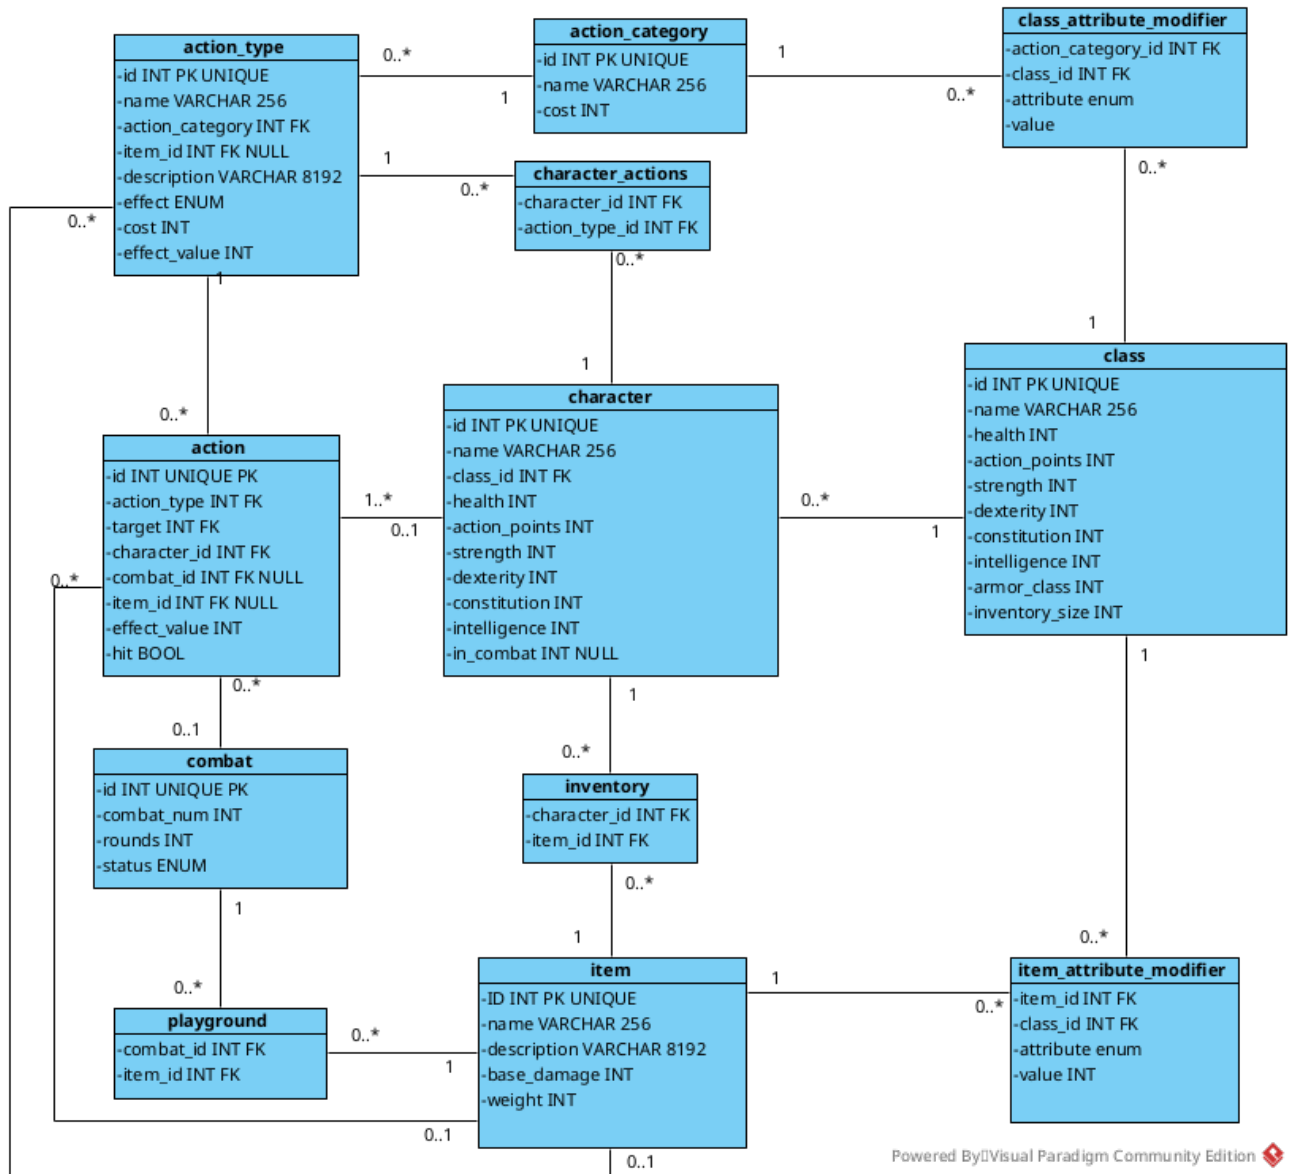 action_type
-id INT PK UNIQUE
-name VARCHAR 256
-action_category INT FK
-item_id INT FK NULL
-description VARCHAR 8192
-effect ENUM
-cost INT
-effect_value INT
0..*
1
action_category
-id INT PK UNIQUE
-name VARCHAR 256
-cost INT
1
0..*
class_attribute_modifier
-action_category_id INT FK
-class_id INT FK
-attribute enum
-value
0..*
1
1
0..*
character_actions
-character_id INT FK
-action_type_id INT FK
0..*
1
0..*
1
0..*
action
-id INT UNIQUE PK
-action_type INT FK
-target INT FK
-character_id INT FK
-combat_id INT FK NULL
-item_id INT FK NULL
-effect_value INT
-hit BOOL
1..*
0..1
character
-id INT PK UNIQUE
-name VARCHAR 256
-class_id INT FK
-health INT
-action_points INT
-strength INT
-dexterity INT
-constitution INT
-intelligence INT
-in_combat INT NULL
0..*
1
class
-id INT PK UNIQUE
-name VARCHAR 256
-health INT
-action_points INT
-strength INT
-dexterity INT
-constitution INT
-intelligence INT
-armor_class INT
-inventory_size INT
0..*
0..*
0..1
combat
-id INT UNIQUE PK
-combat_num INT
-rounds INT
-status ENUM
1
0..*
1
0..*
inventory
-character_id INT FK
-item_id INT FK
0..*
1
1
0..*
playground
-combat_id INT FK
-item_id INT FK
0..*
1
item
-ID INT PK UNIQUE
-name VARCHAR 256
-description VARCHAR 8192
-base_damage INT
-weight INT
1
0..*
item_attribute_modifier
-item_id INT FK
-class_id INT FK
-attribute enum
-value INT
0..1
0..1
Powered By Visual Paradigm Community Edition